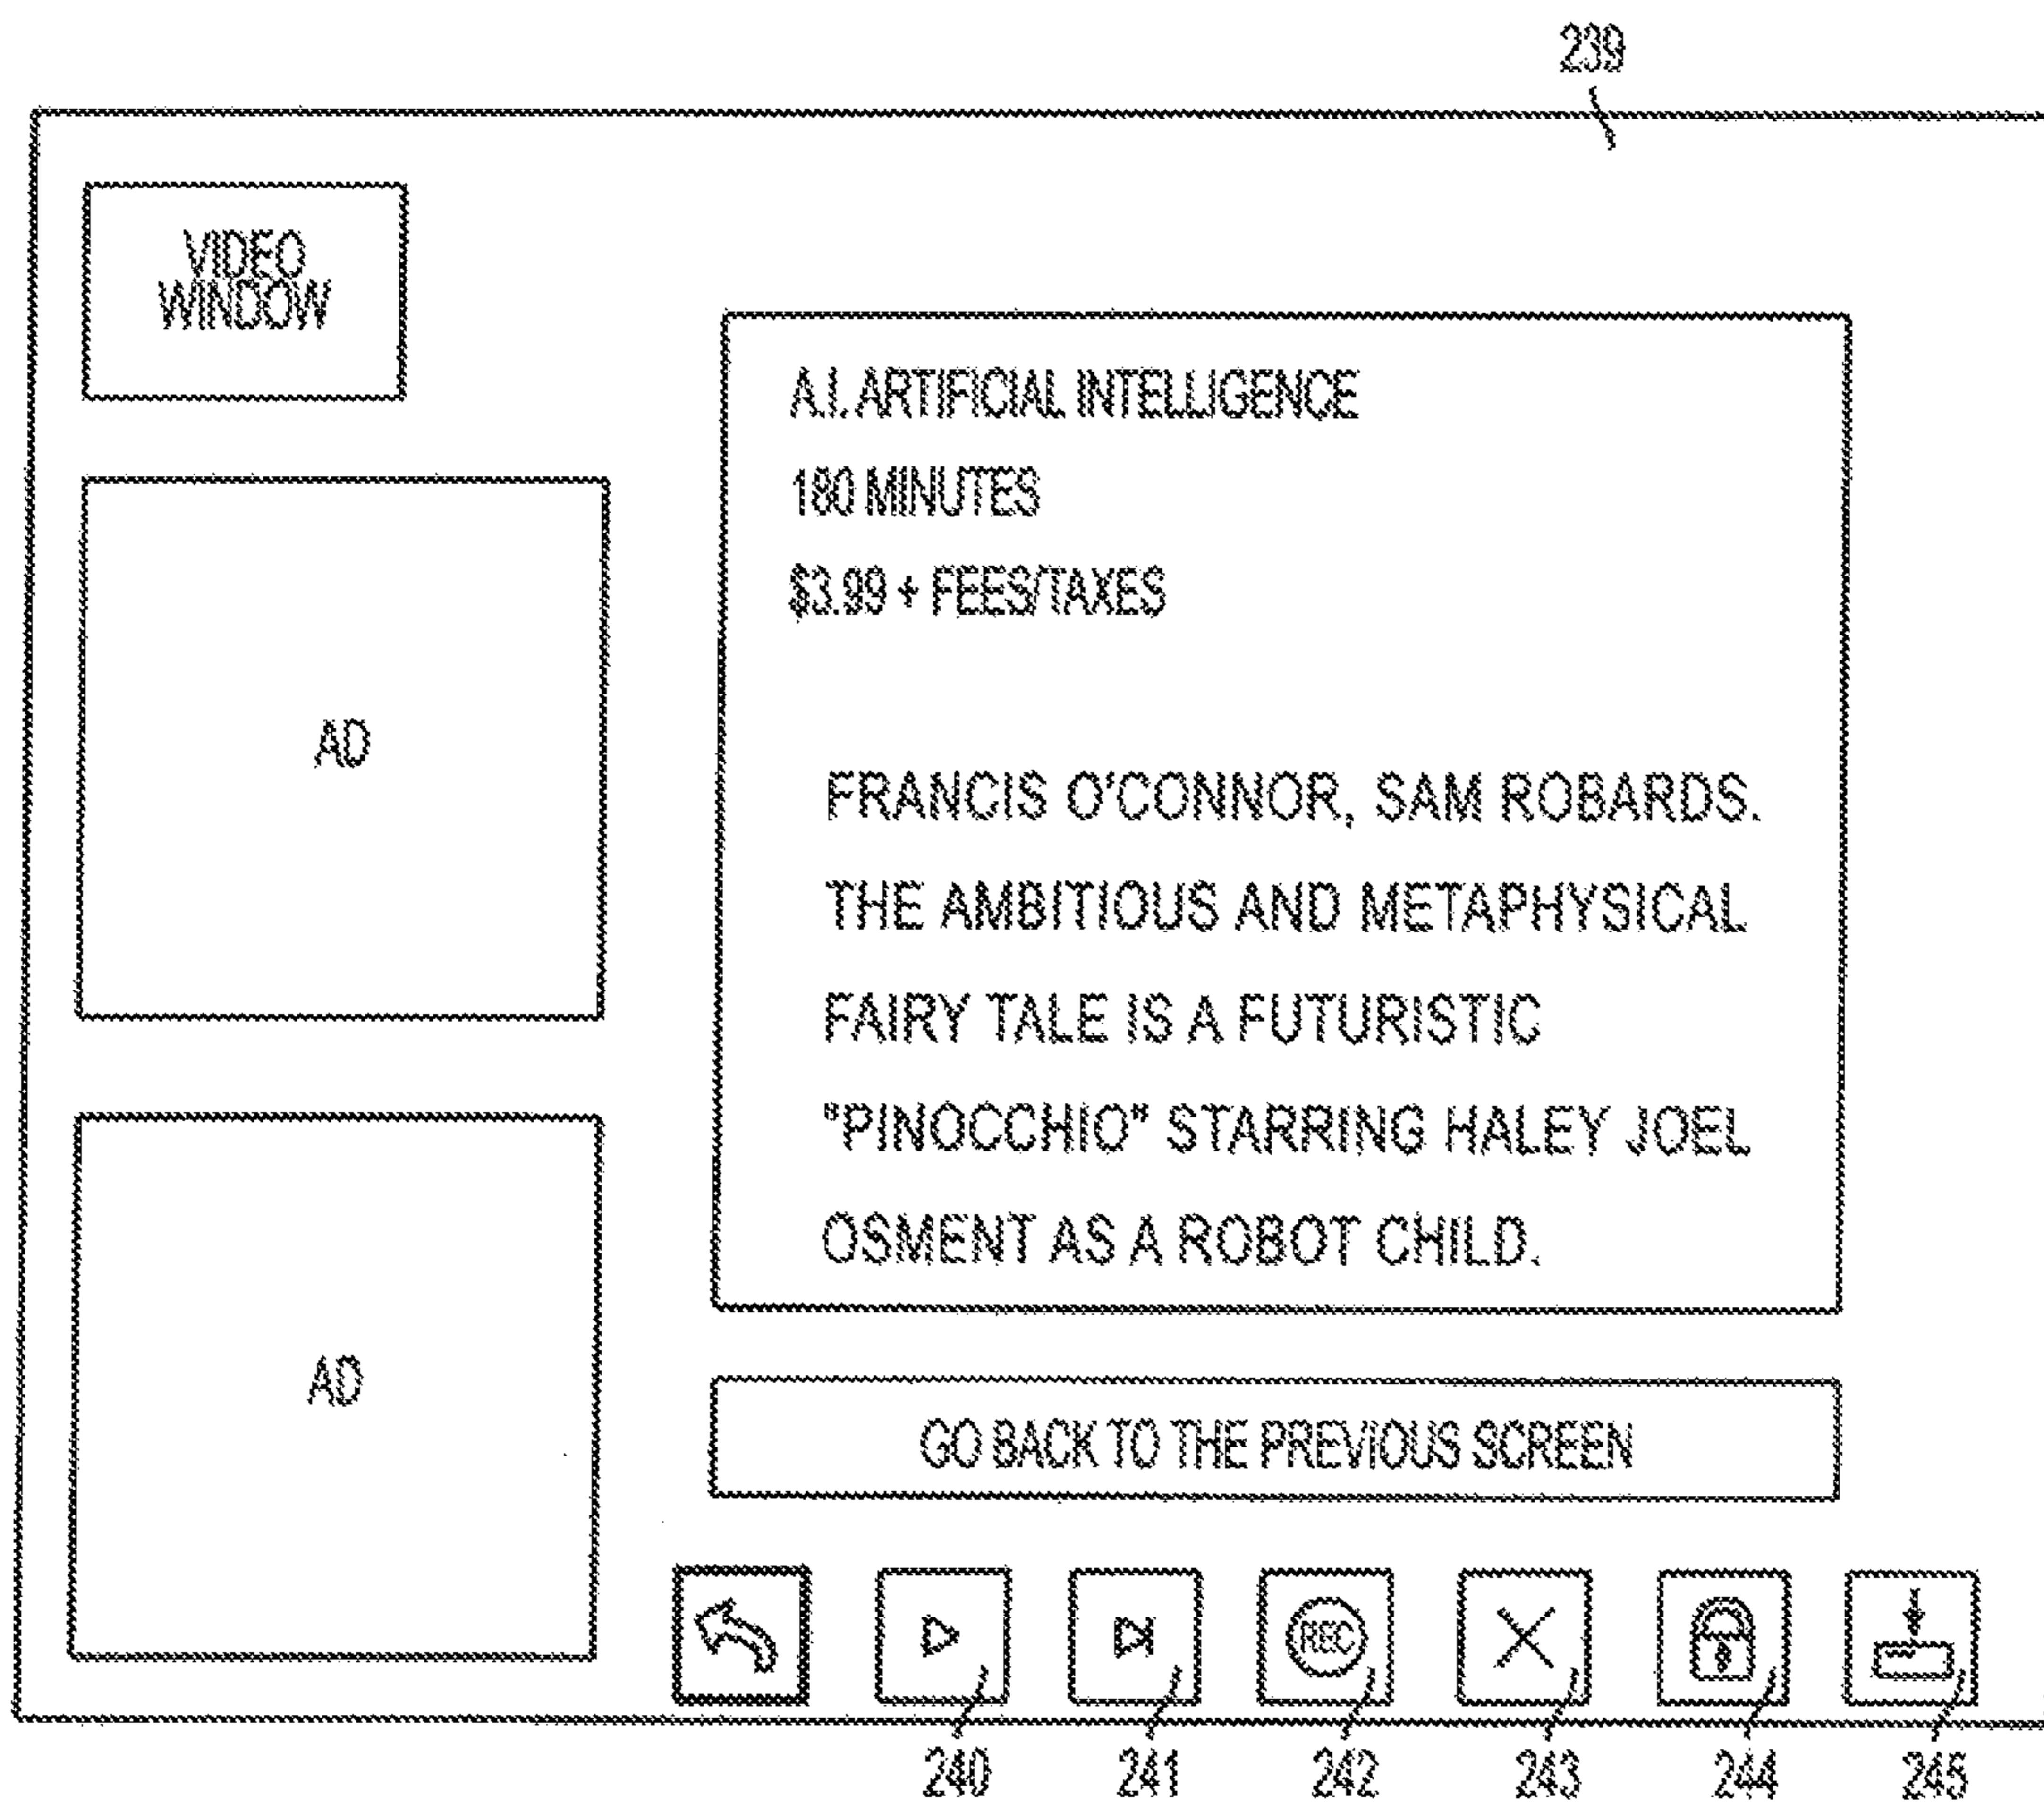 239
VIDEO
WINDOW
A.I. ARTIFICIAL INTELLIGENCE
180 MINUTES
$3.99 + FEES/TAXES
AD
FRANCIS O'CONNOR, SAM ROBARDS.
THE AMBITIOUS AND METAPHYSICAL
FAIRY TALE IS A FUTURISTIC
"PINOCCHIO" STARRING HALEY JOEL
OSMENT AS A ROBOT CHILD.
AD
GO BACK TO THE PREVIOUS SCREEN
REC
240 241 242 243 244 245